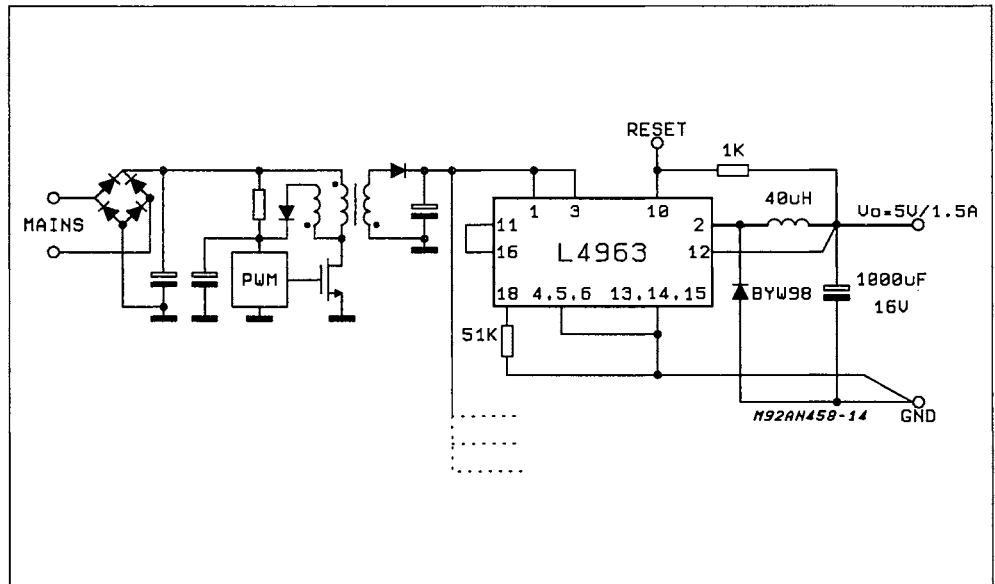 RESET
1K
MAINS
PWM
1
3
10
11
16
L4963
2
12
40uH
Vo=5V/1.5A
18
4,5,6
13,14,15
51K
BYW98
1000uF
16V
M92AN458-14
GND